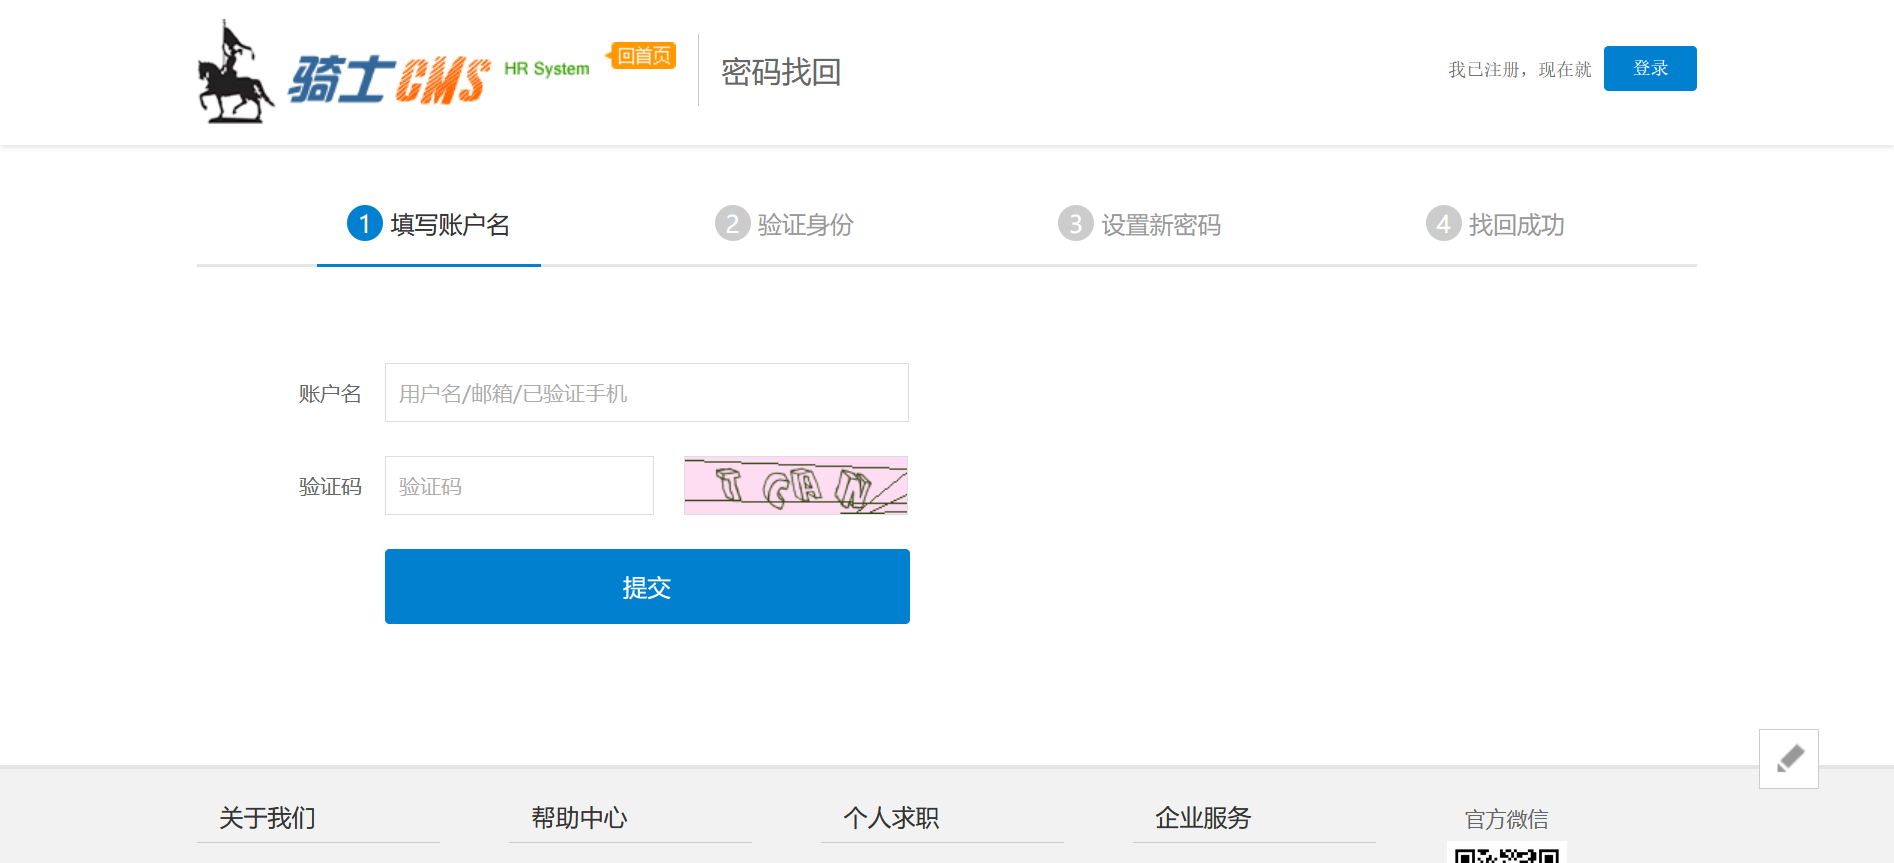 骑士CMS HR System 回首页 密码找回 我已注册，现在就 登录
1 填写账户名 2 验证身份 3 设置新密码 4 找回成功
账户名 用户名/邮箱/已验证手机
验证码 验证码 TCAN
提交
关于我们 帮助中心 个人求职 企业服务 官方微信